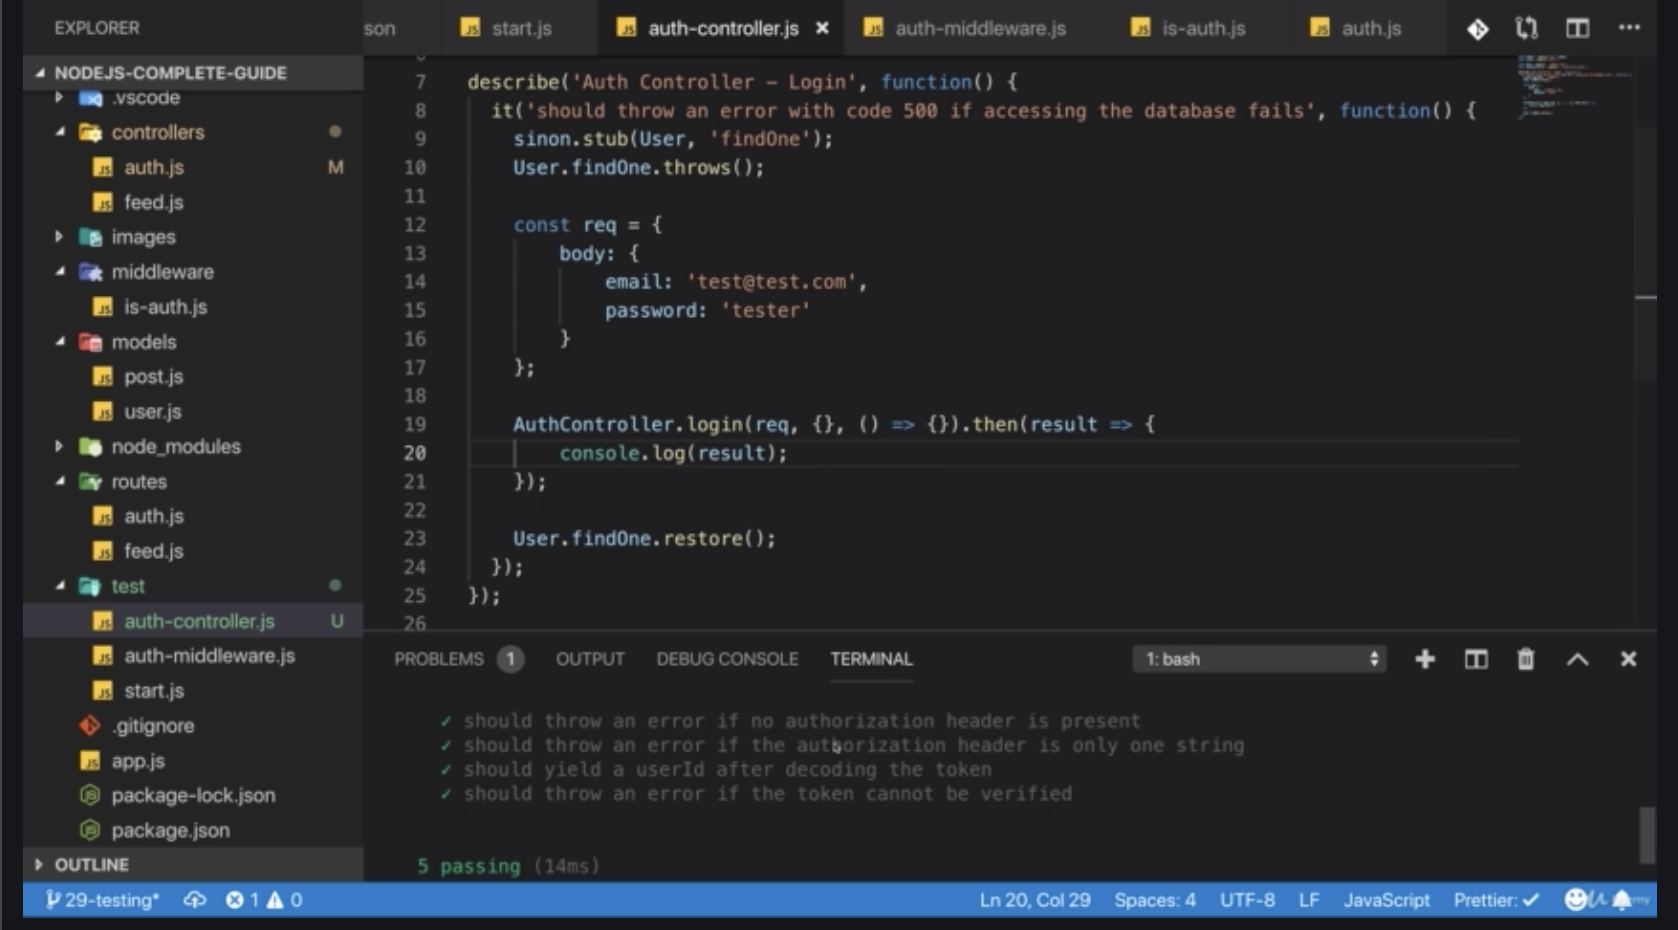 EXPLORER
son
start.js
auth-controller.js
auth-middleware.js
is-auth.js
auth.js
NODEJS-COMPLETE-GUIDE
.vscode
controllers
auth.js M
feed.js
images
middleware
is-auth.js
models
post.js
user.js
node_modules
routes
auth.js
feed.js
test
auth-controller.js U
auth-middleware.js
start.js
.gitignore
app.js
package-lock.json
package.json
OUTLINE
7 describe('Auth Controller – Login', function() {
8 it('should throw an error with code 500 if accessing the database fails', function() {
9 sinon.stub(User, 'findOne');
10 User.findOne.throws();
11
12 const req = {
13 body: {
14 email: 'test@test.com',
15 password: 'tester'
16 }
17 };
18
19 AuthController.login(req, {}, () => {}).then(result => {
20 console.log(result);
21 });
22
23 User.findOne.restore();
24 });
25 });
26
PROBLEMS 1 OUTPUT DEBUG CONSOLE TERMINAL 1: bash
✓ should throw an error if no authorization header is present
✓ should throw an error if the authorization header is only one string
✓ should yield a userId after decoding the token
✓ should throw an error if the token cannot be verified
5 passing (14ms)
29-testing* 1 0 Ln 20, Col 29 Spaces: 4 UTF-8 LF JavaScript Prettier: ✓